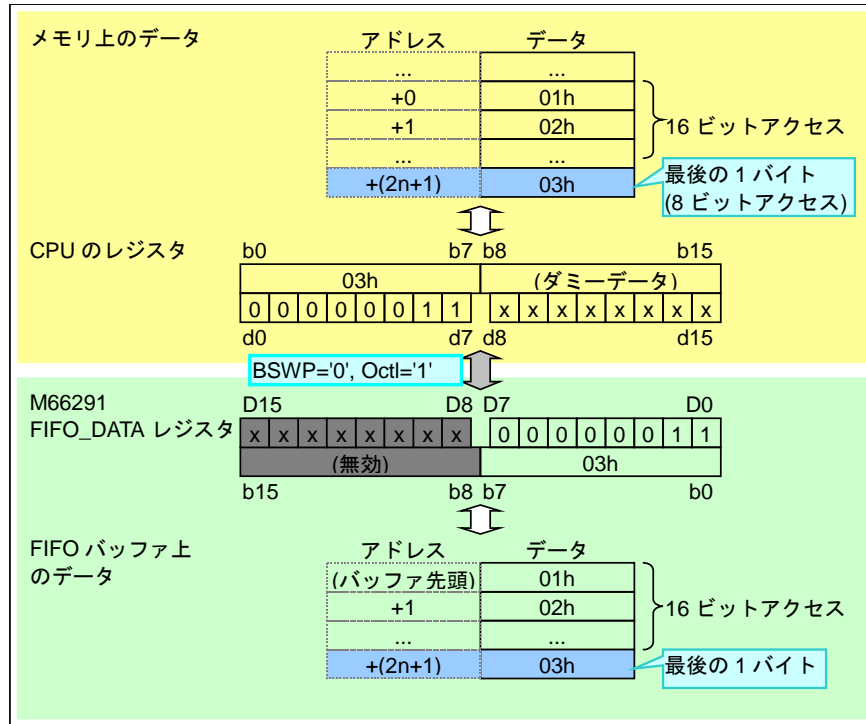 メモリ上のデータ
アドレス データ
... ...
+0 01h
+1 02h
... ...
+(2n+1) 03h
16 ビットアクセス
最後の 1 バイト
(8 ビットアクセス)
CPU のレジスタ
b0 b7 b8 b15
03h (ダミーデータ)
0 0 0 0 0 0 1 1 x x x x x x x x
d0 d7 d8 d15
BSWP='0', Octl='1'
M66291
FIFO_DATA レジスタ
D15 D8 D7 D0
x x x x x x x x 0 0 0 0 0 0 1 1
(無効) 03h
b15 b8 b7 b0
FIFO バッファ上
のデータ
アドレス データ
(バッファ先頭) 01h
+1 02h
... ...
+(2n+1) 03h
16 ビットアクセス
最後の 1 バイト